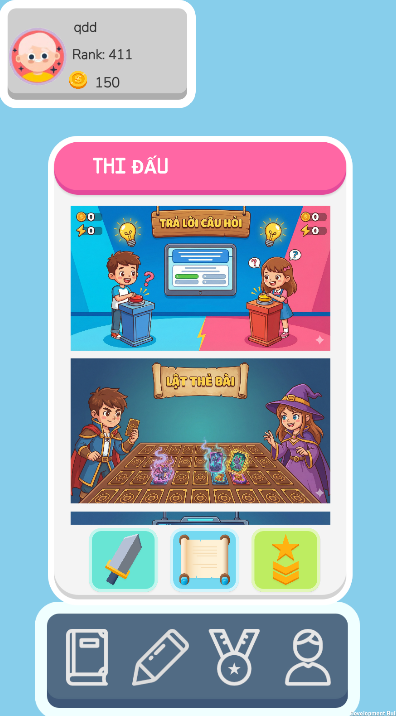 qdd
Rank: 411
150
THI ĐẤU
0
0
TRẢ LỜI CÂU HỎI
0
0
?
?
?
LẬT THẺ BÀI